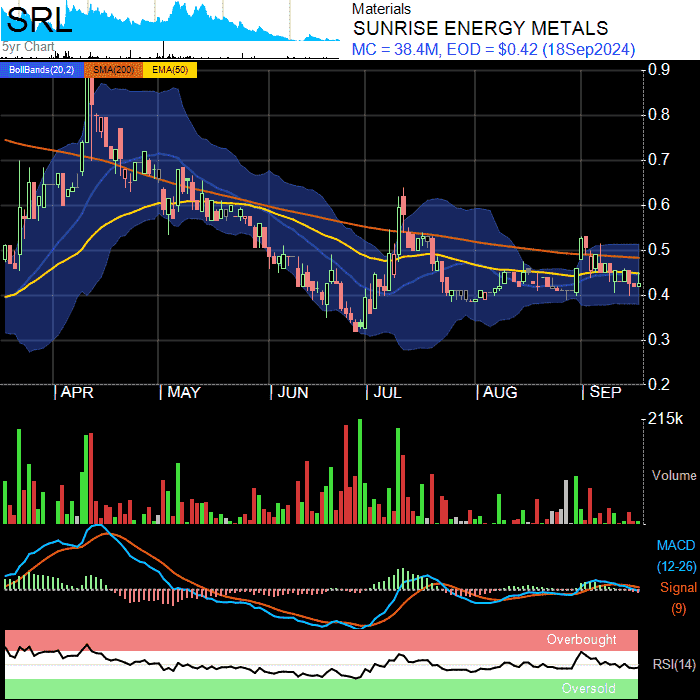 SRL
5yr Chart
Materials
SUNRISE ENERGY METALS
MC = 38.4M, EOD = $0.42 (18Sep2024)
BollBands(20,2) SMA(200) EMA(50)
0.9
0.8
0.7
0.6
0.5
0.4
0.3
0.2
APR MAY JUN JUL AUG SEP
215k
Volume
MACD
(12-26)
Signal
(9)
Overbought
RSI(14)
Oversold